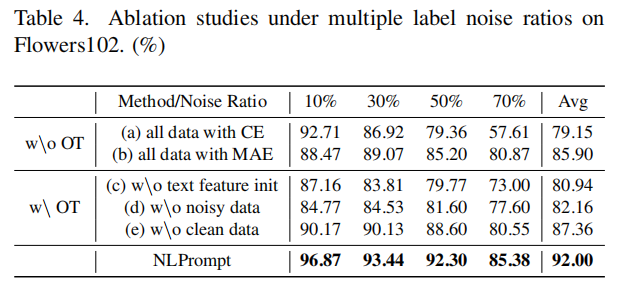 Table 4. Ablation studies under multiple label noise ratios on
Flowers102. (%)
Method/Noise Ratio 10% 30% 50% 70% Avg
w\o OT
(a) all data with CE 92.71 86.92 79.36 57.61 79.15
(b) all data with MAE 88.47 89.07 85.20 80.87 85.90
w\ OT
(c) w\o text feature init 87.16 83.81 79.77 73.00 80.94
(d) w\o noisy data 84.77 84.53 81.60 77.60 82.16
(e) w\o clean data 90.17 90.13 88.60 80.55 87.36
NLPrompt 96.87 93.44 92.30 85.38 92.00